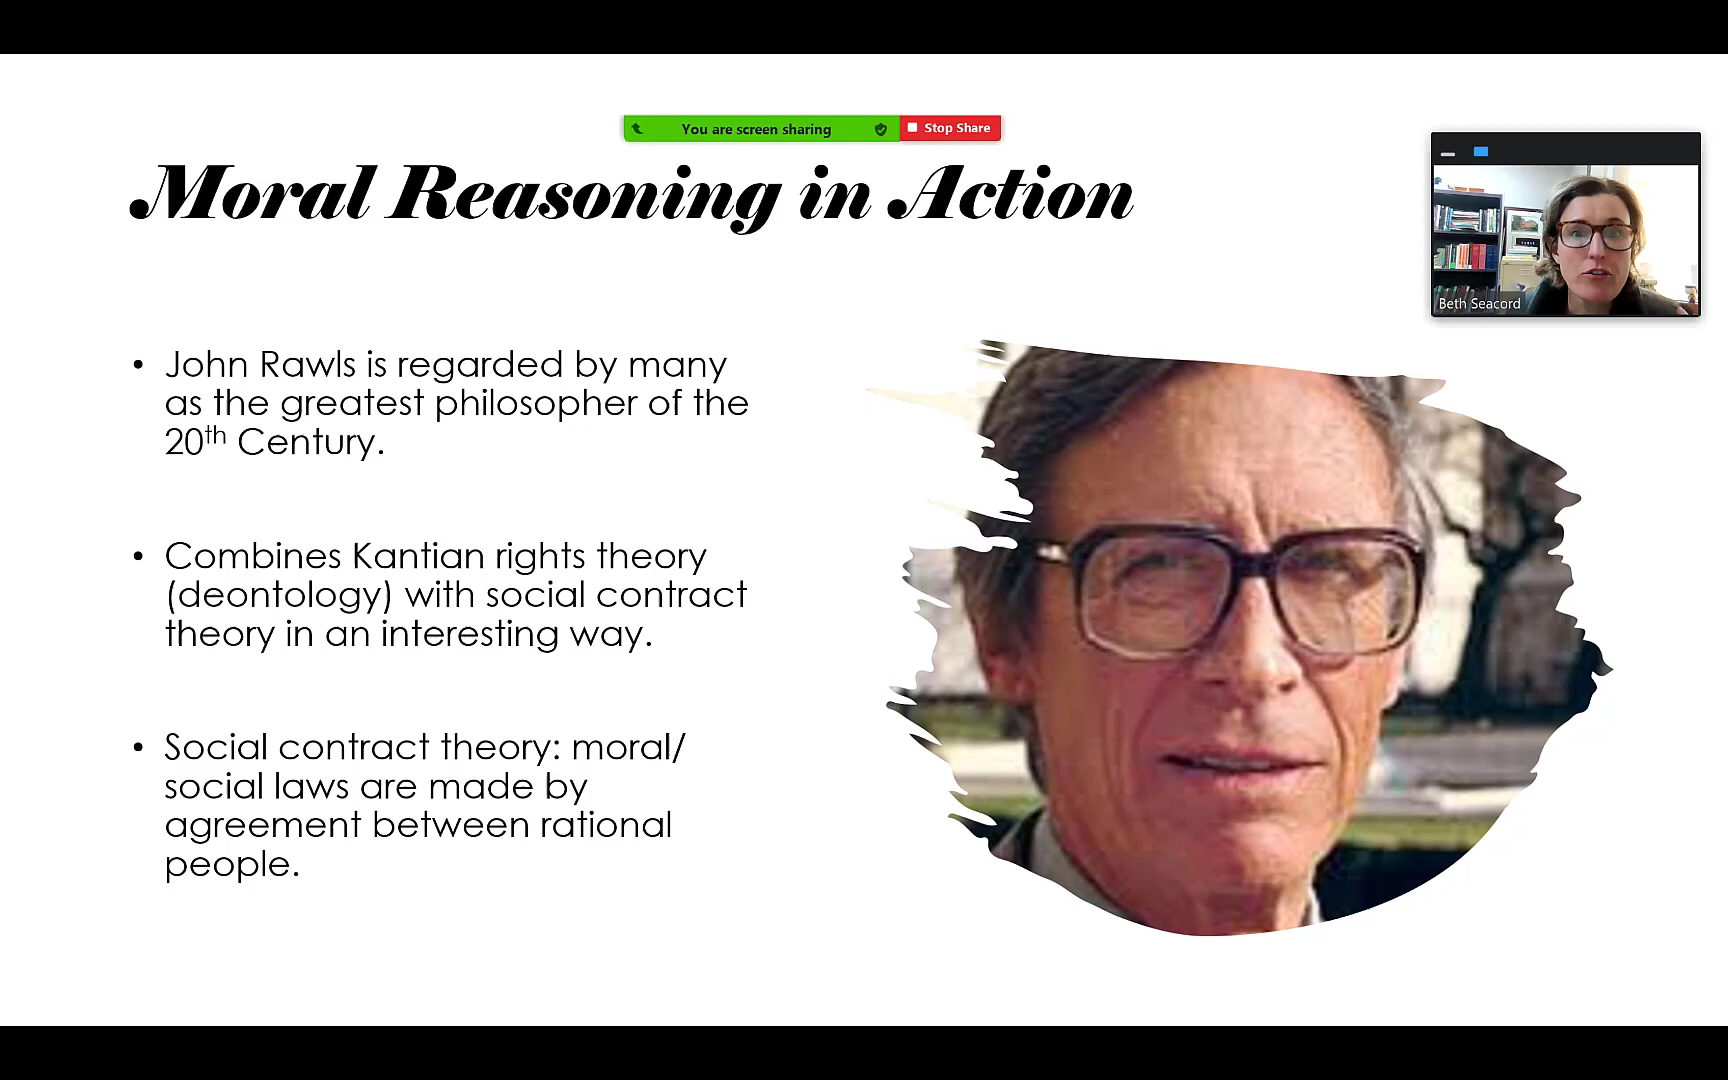 You are screen sharing
Stop Share
Moral Reasoning in Action
Beth Seacord
• John Rawls is regarded by many
as the greatest philosopher of the
20th Century.
• Combines Kantian rights theory
(deontology) with social contract
theory in an interesting way.
• Social contract theory: moral/
social laws are made by
agreement between rational
people.